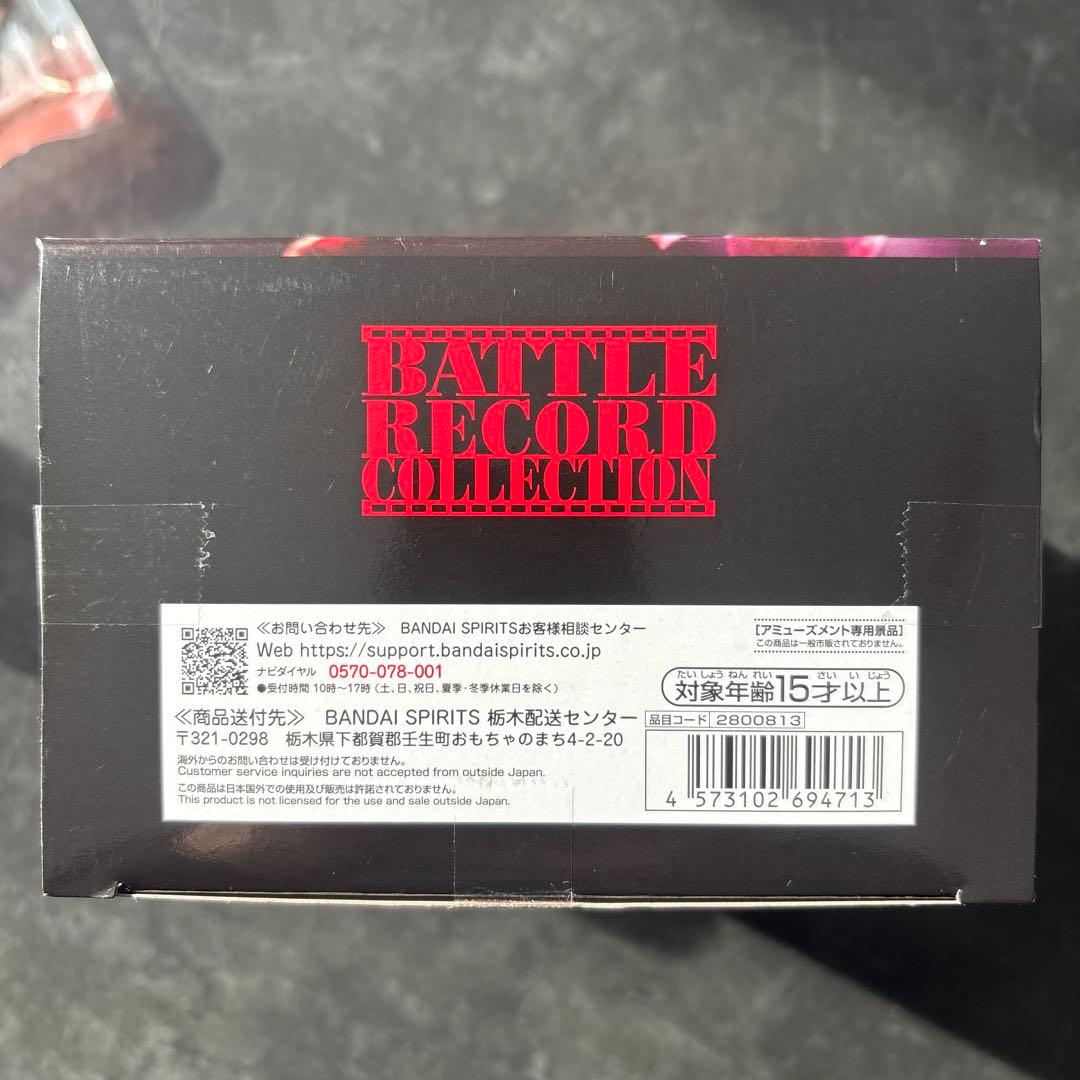 BATTLE
RECORD
COLLECTION
≪お問い合わせ先≫ BANDAI SPIRITSお客様相談センター
Web https://support.bandaispirits.co.jp
ナビダイヤル 0570-078-001
●受付時間 10時〜17時（土、日、祝日、夏季・冬季休業日を除く）
≪商品送付先≫ BANDAI SPIRITS 栃木配送センター
〒321-0298 栃木県下都賀郡壬生町おもちゃのまち4-2-20
海外からのお問い合わせは受け付けておりません。
Customer service inquiries are not accepted from outside Japan.
この商品は日本国外での使用及び販売は許諾されておりません。
This product is not licensed for the use and sale outside Japan.
【アミューズメント専用景品】
この商品は一般市販されておりません。
たいしょうねんれい さいいじょう
対象年齢15才以上
品目コード 2800813
4 573102 694713